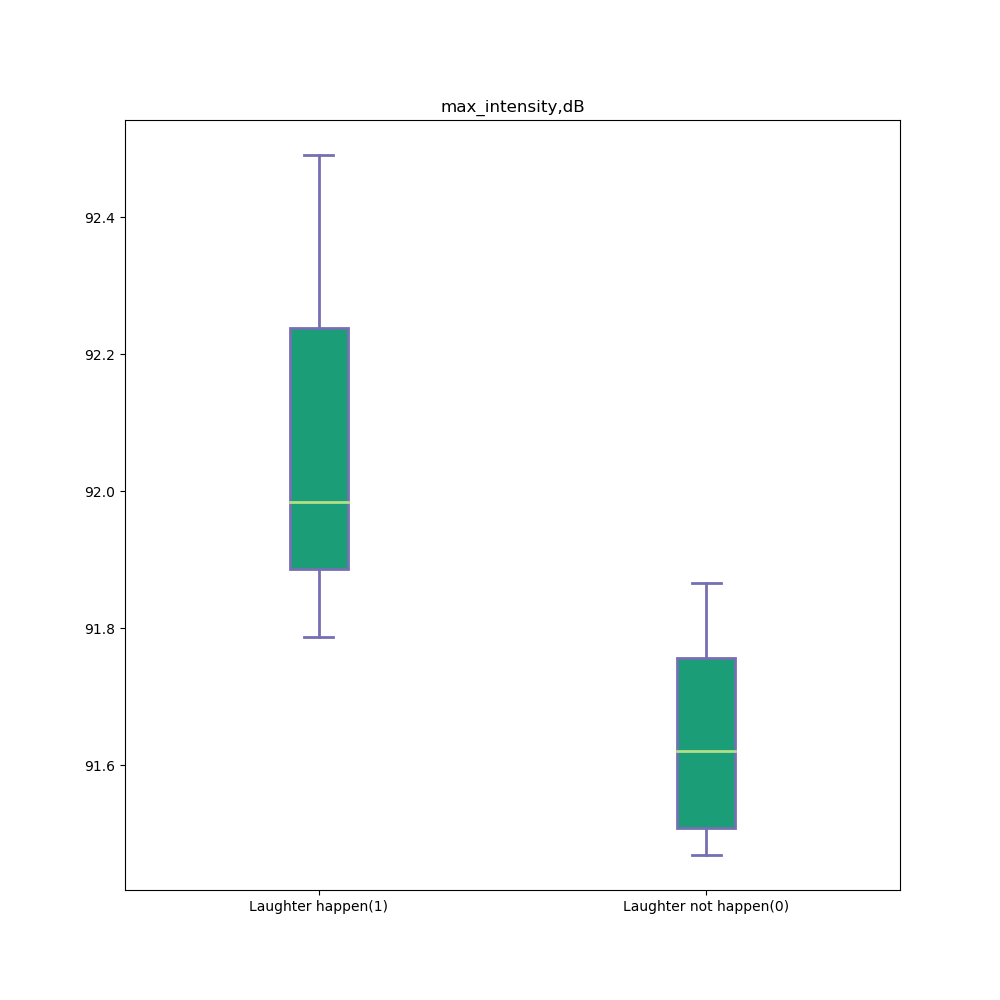 max_intensity,dB
92.4
92.2
92.0
91.8
91.6
Laughter happen(1)
Laughter not happen(0)